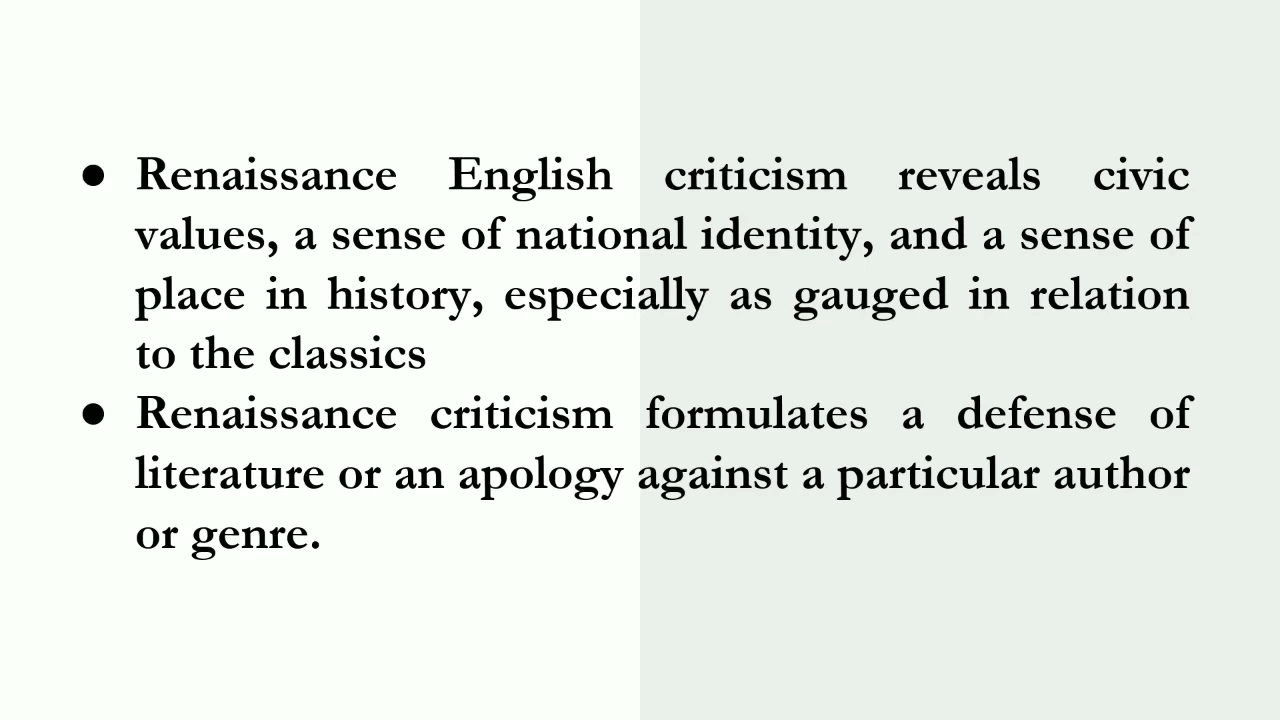 ● Renaissance English criticism reveals civic
values, a sense of national identity, and a sense of
place in history, especially as gauged in relation
to the classics
● Renaissance criticism formulates a defense of
literature or an apology against a particular author
or genre.